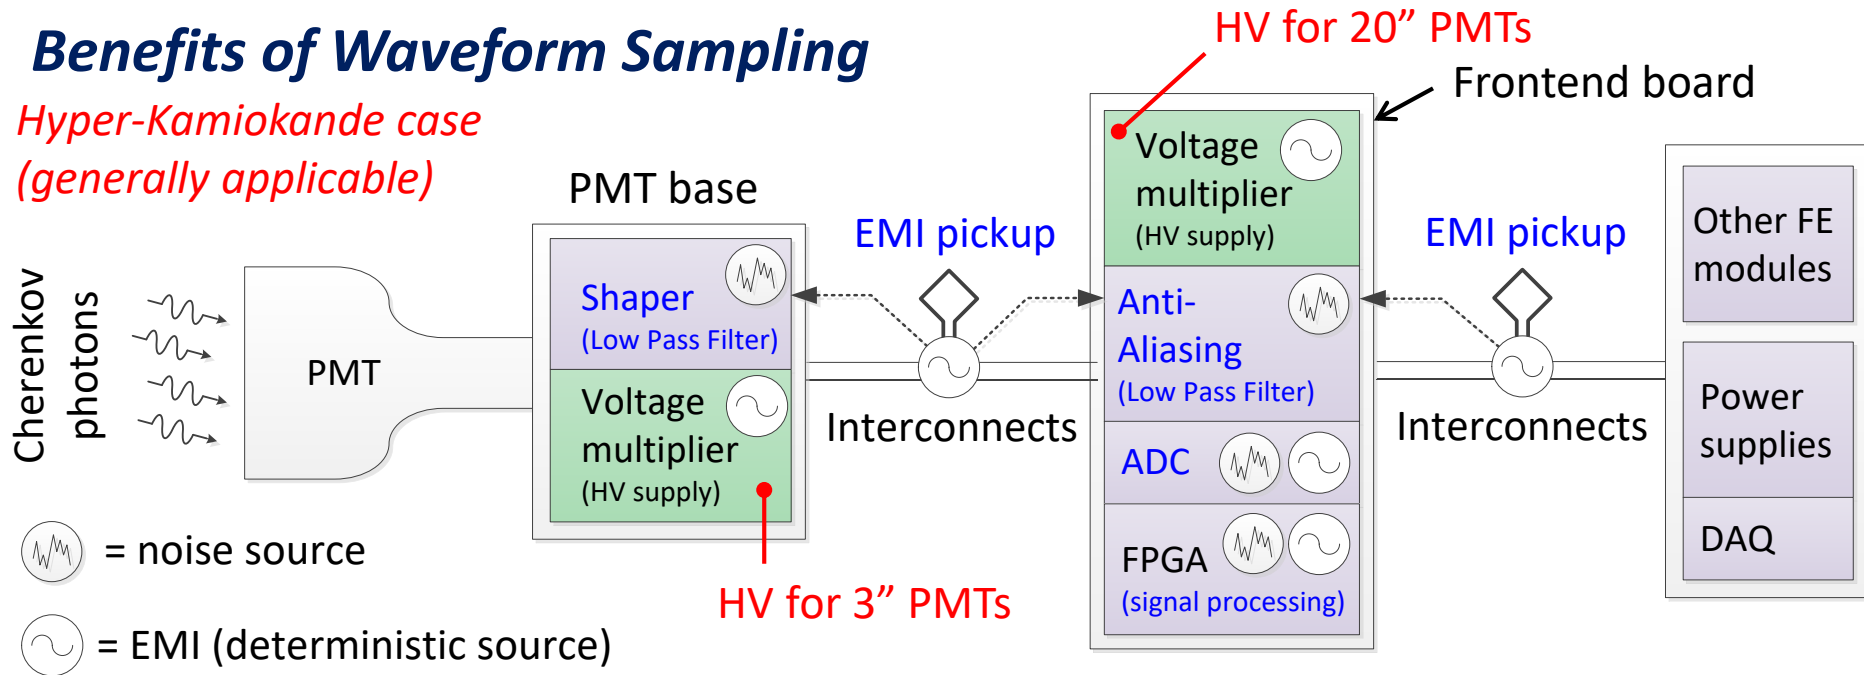 Benefits of Waveform Sampling
Hyper-Kamiokande case
(generally applicable)
HV for 20” PMTs
Frontend board
Cherenkov
photons
PMT
PMT base
Shaper
(Low Pass Filter)
Voltage
multiplier
(HV supply)
HV for 3” PMTs
EMI pickup
Interconnects
Voltage
multiplier
(HV supply)
Anti-
Aliasing
(Low Pass Filter)
ADC
FPGA
(signal processing)
EMI pickup
Interconnects
Other FE
modules
Power
supplies
DAQ
= noise source
= EMI (deterministic source)